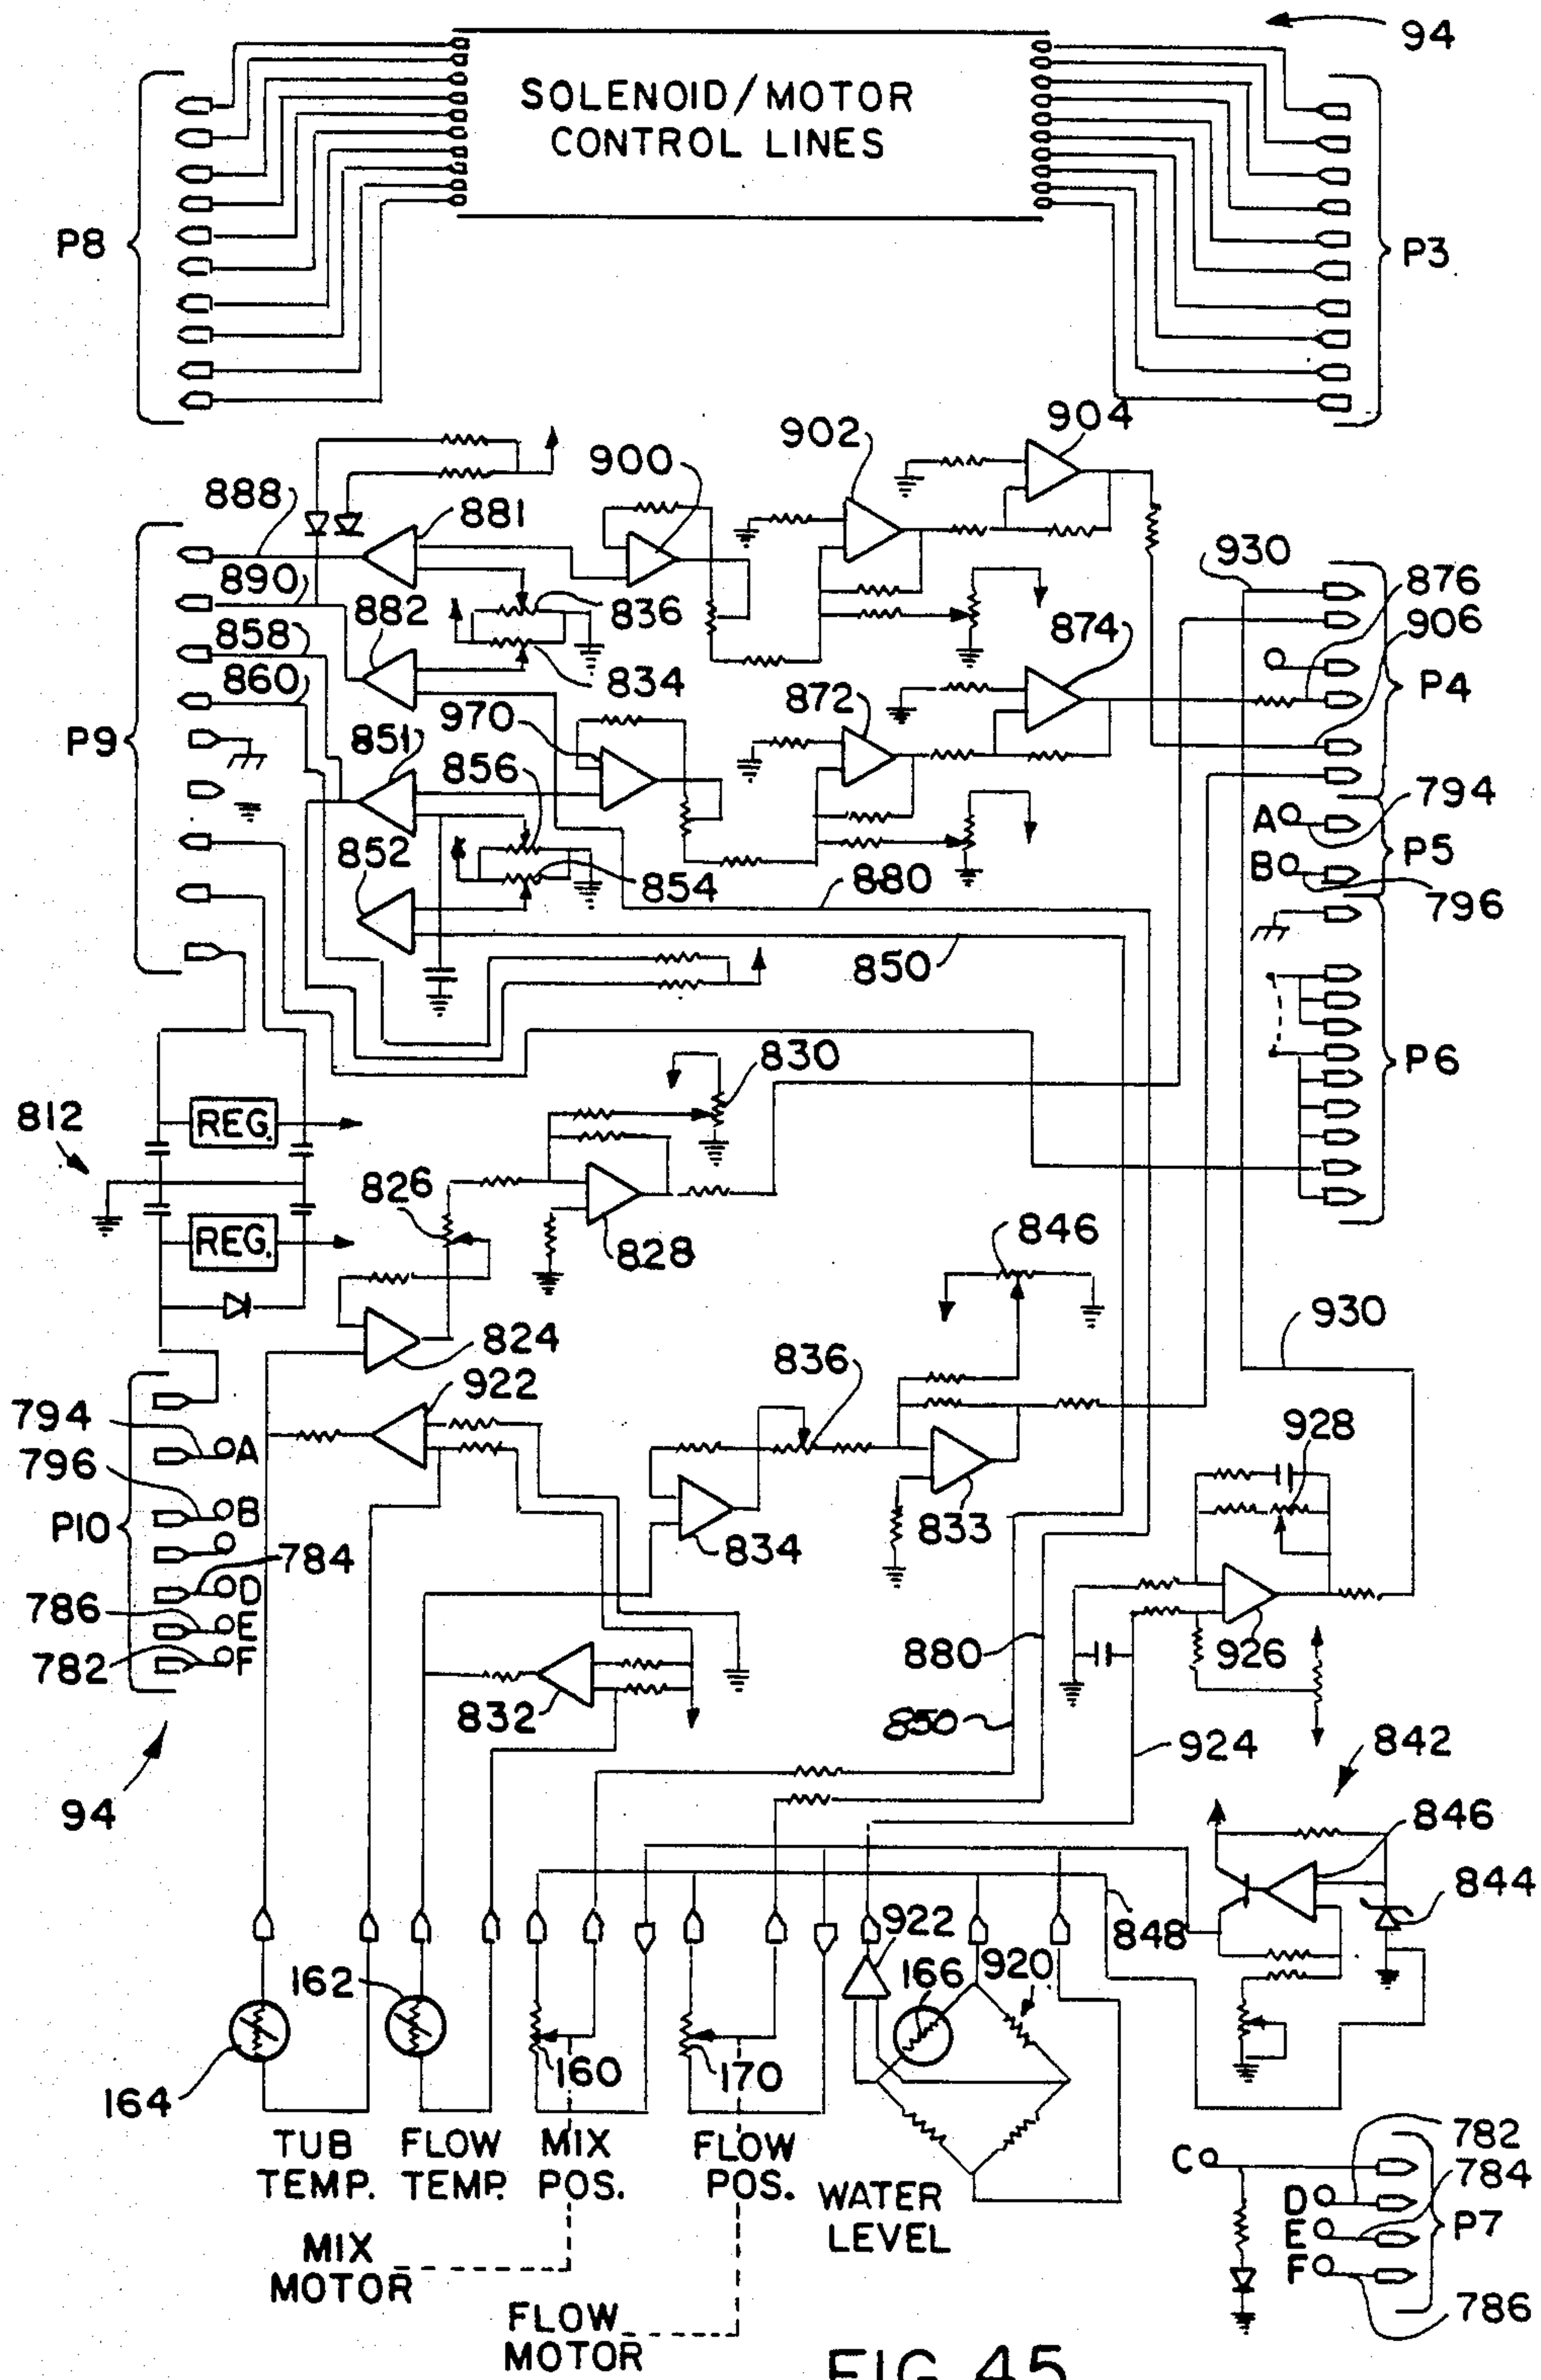 94
SOLENOID/MOTOR
CONTROL LINES
P8
P3
902
904
900
888
881
930
876
890
836
906
882
874
858
834
860
970
872
P4
P9
851
856
794
A
852
854
880
B
P5
796
850
830
P6
812
REG.
826
REG.
828
846
930
824
836
922
794
A
928
796
B
833
P10
834
784
D
786
E
880
926
782
F
832
850
924
842
94
846
844
922
848
162
166
920
160
170
164
TUB
TEMP.
FLOW
TEMP.
MIX
POS.
FLOW
POS.
WATER
LEVEL
C
782
D
784
E
P7
F
786
MIX
MOTOR
FLOW
MOTOR
FIG. 45